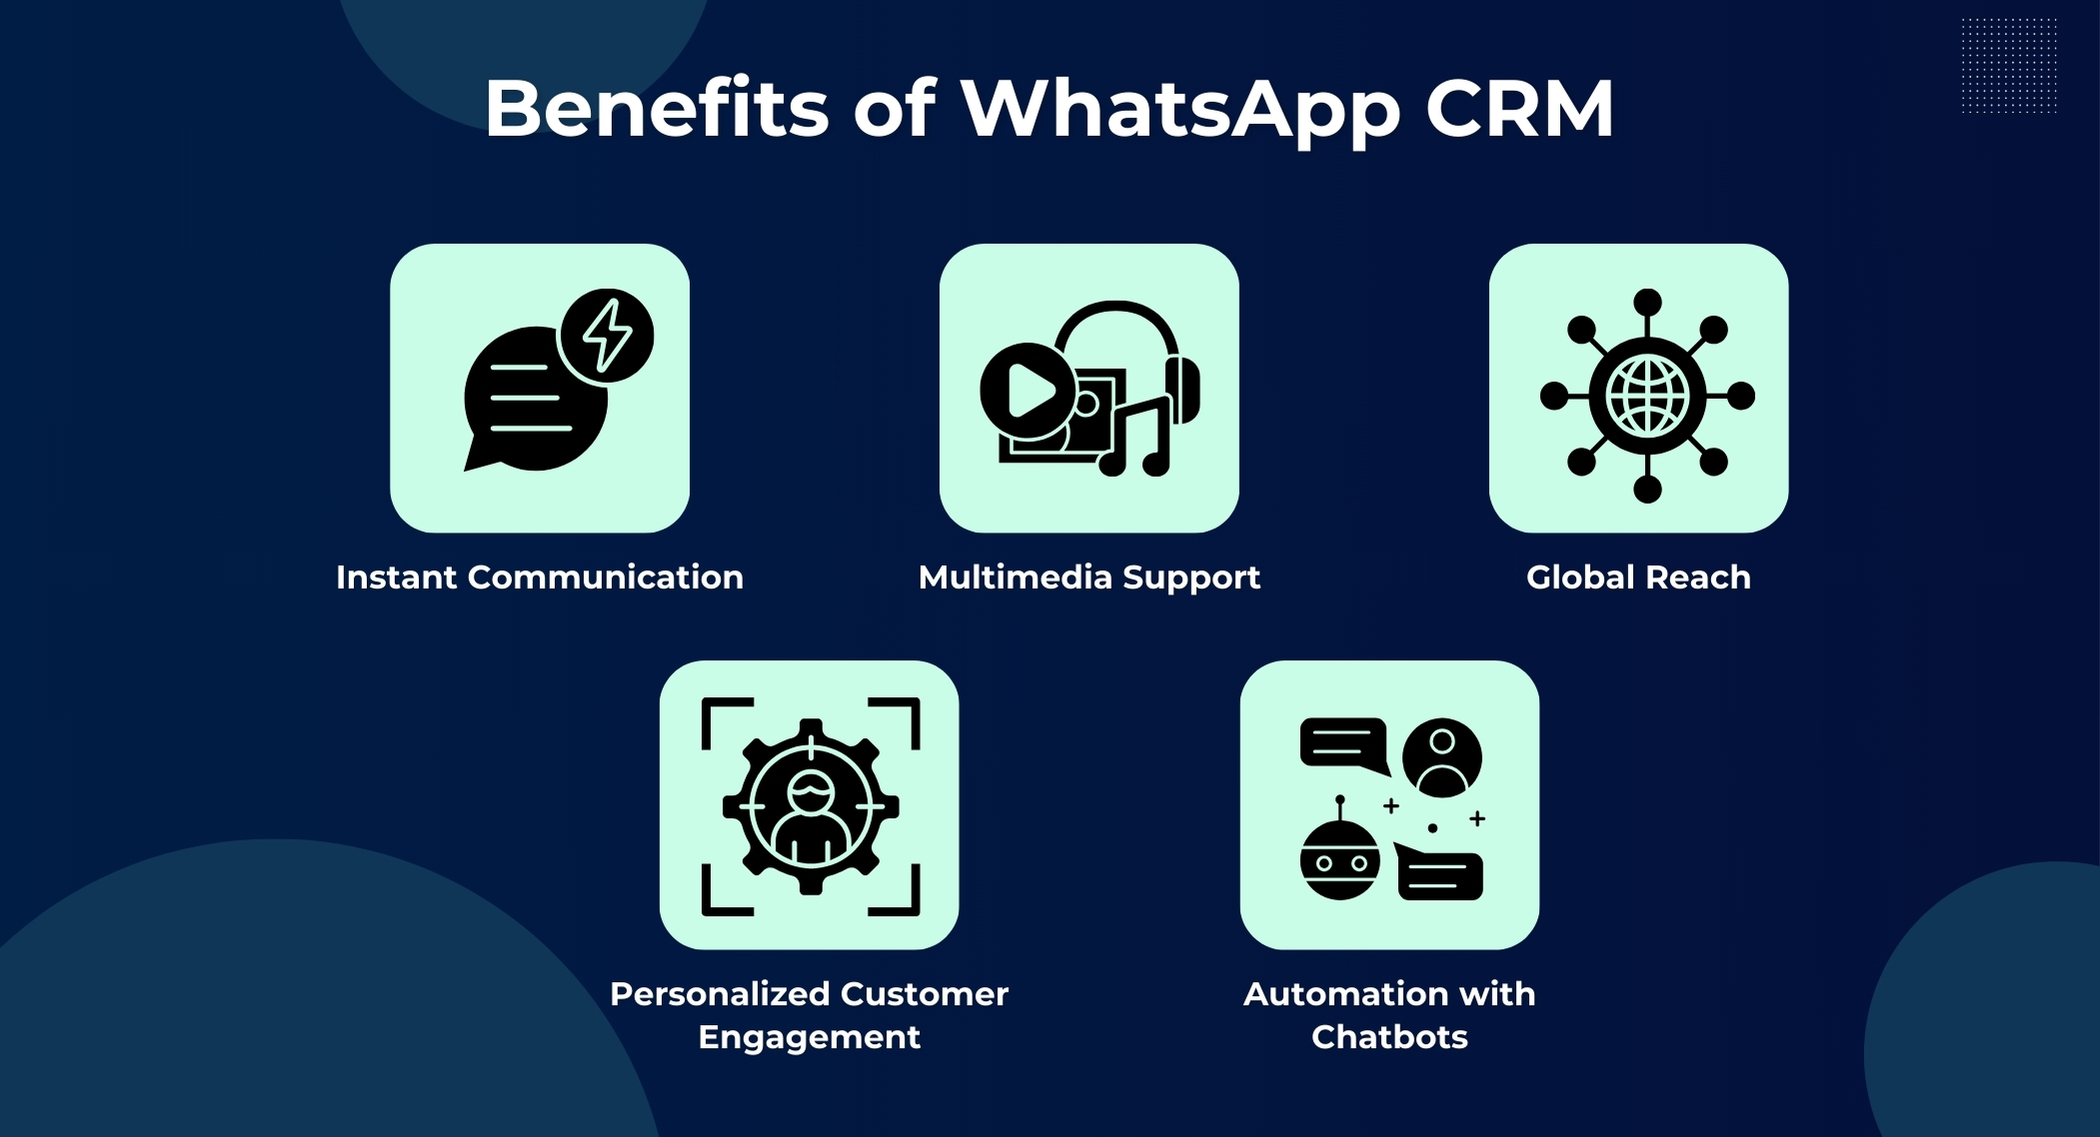 Benefits of WhatsApp CRM
Instant Communication
Multimedia Support
Global Reach
Personalized Customer
Engagement
Automation with
Chatbots